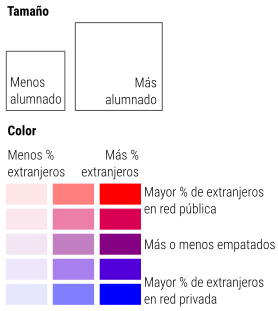 Tamaño
Menos
alumnado
Más
alumnado
Color
Menos %
extranjeros
Más %
extranjeros
Mayor % de extranjeros
en red pública
Más o menos empatados
Mayor % de extranjeros
en red privada